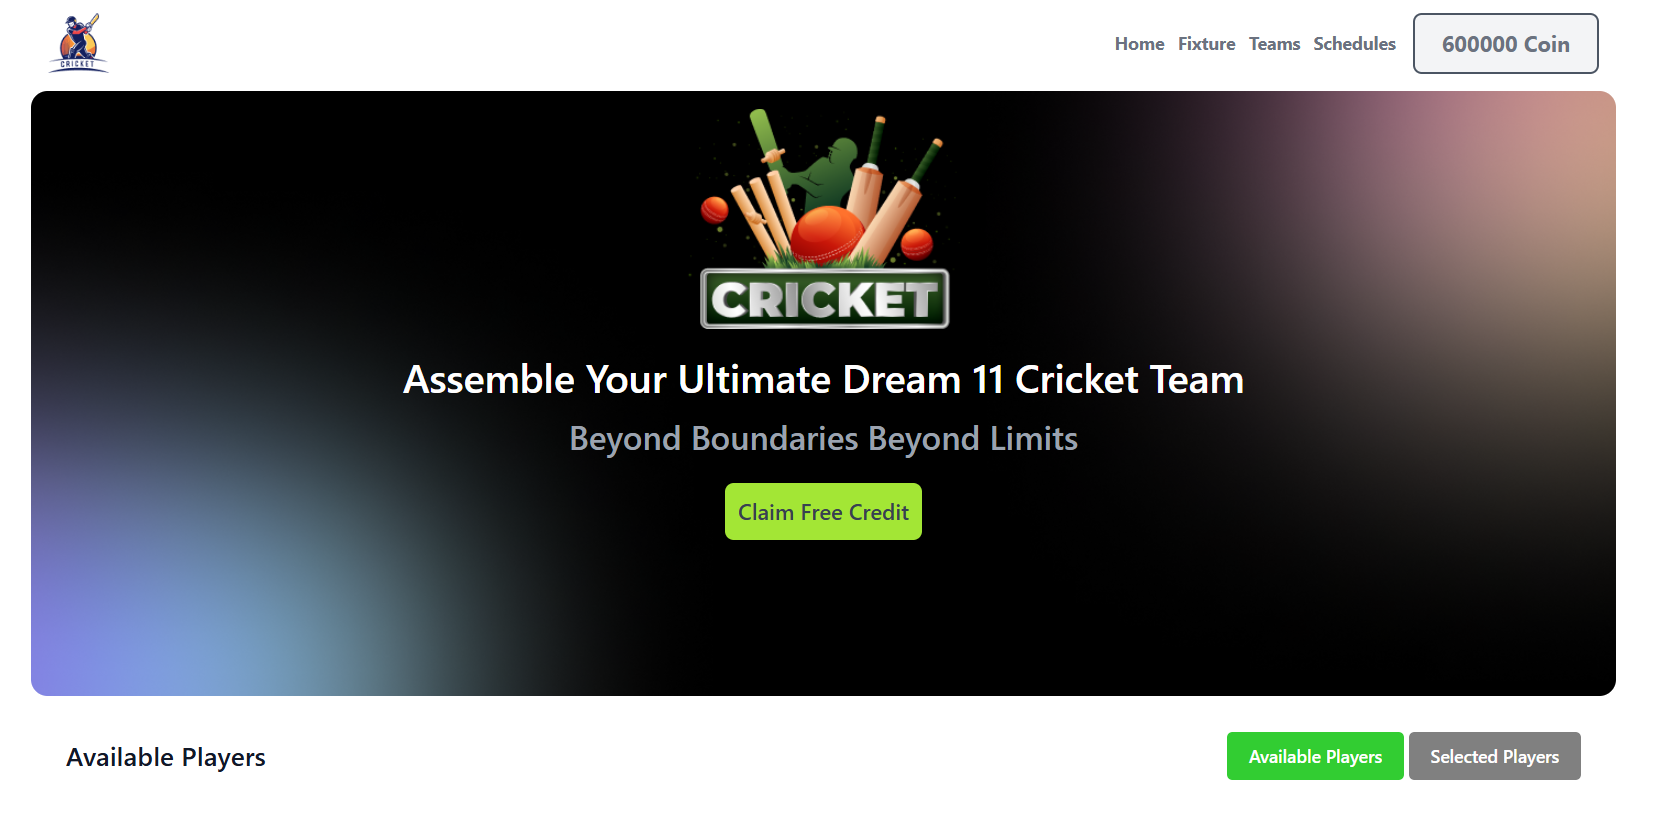 CRICKET
Home Fixture Teams Schedules 600000 Coin
CRICKET
Assemble Your Ultimate Dream 11 Cricket Team
Beyond Boundaries Beyond Limits
Claim Free Credit
Available Players Available Players Selected Players